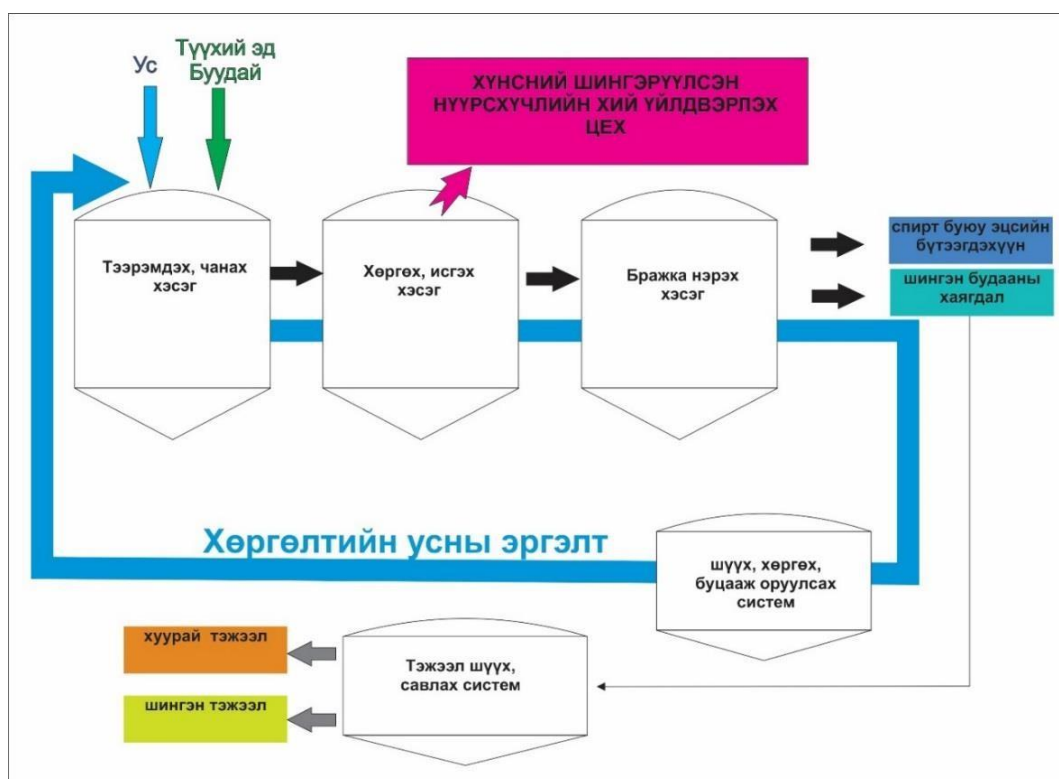 Ус
Түүхий эд
Буудай
ХҮНСНИЙ ШИНГЭРҮҮЛСЭН
НҮҮРСХҮЧЛИЙН ХИЙ ҮЙЛДВЭРЛЭХ
ЦЕХ
Тээрэмдэх, чанах
хэсэг
Хөргөх, исгэх
хэсэг
Бражка нэрэх
хэсэг
спирт буюу эцсийн
бүтээгдэхүүн
шингэн будааны
хаягдал
Хөргөлтийн усны эргэлт
шүүх, хөргөх,
буцааж оруулсах
систем
хуурай тэжээл
шингэн тэжээл
Тэжээл шүүх,
савлах систем